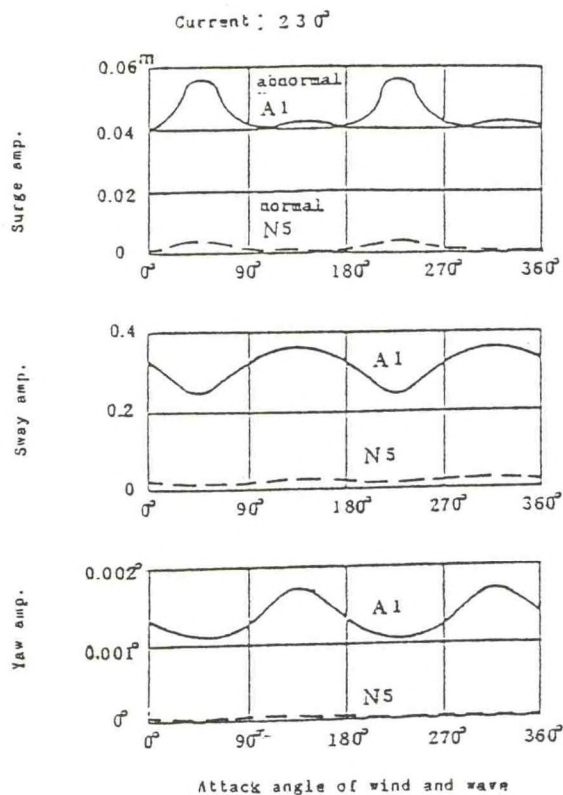 Current: 230°
0.06m
abnormal
A1
0.04
Surge amp.
0.02
normal
N5
0
0° 90° 180° 270° 360°
0.4
A1
Sway amp.
0.2
N5
0
0° 90° 180° 270° 360°
0.002°
A1
Yaw amp.
0.001°
N5
0°
0° 90° 180° 270° 360°
Attack angle of wind and wave